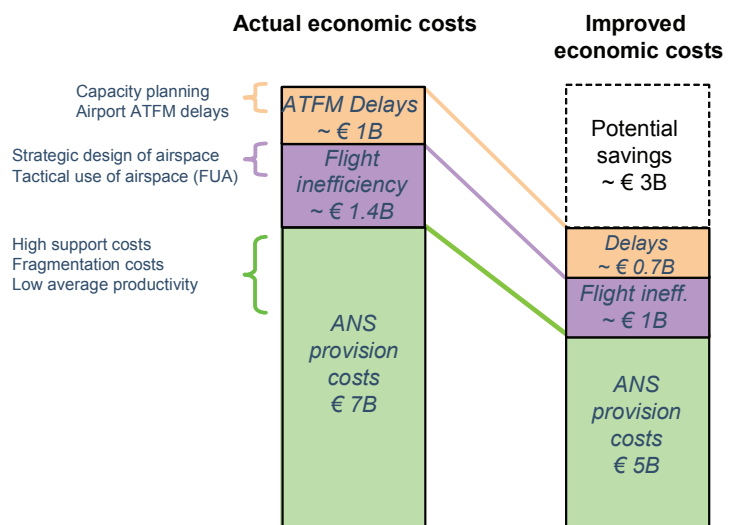 Actual economic costs
Improved
economic costs
Capacity planning
Airport ATFM delays
Strategic design of airspace
Tactical use of airspace (FUA)
High support costs
Fragmentation costs
Low average productivity
ATFM Delays
~ € 1B
Flight
inefficiency
~ € 1.4B
ANS
provision
costs
€ 7B
Potential
savings
~ € 3B
Delays
~ € 0.7B
Flight ineff.
~ € 1B
ANS
provision
costs
€ 5B